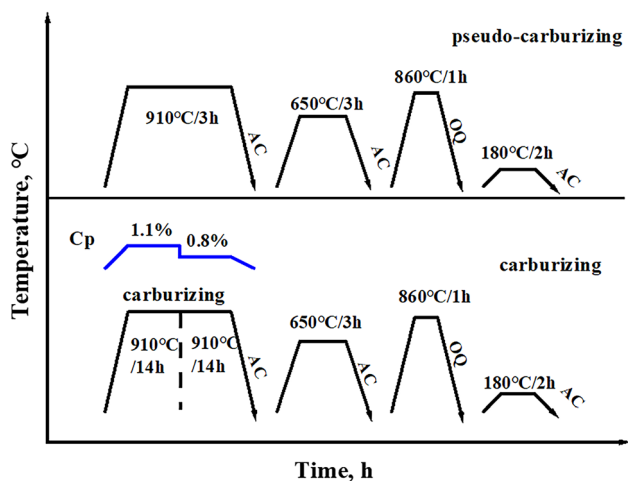 Temperature, °C
pseudo-carburizing
910°C/3h
AC
650°C/3h
AC
860°C/1h
OQ
180°C/2h
AC
Cp
1.1%
0.8%
carburizing
carburizing
910°C
/14h
910°C
/14h
AC
650°C/3h
AC
860°C/1h
OQ
180°C/2h
AC
Time, h